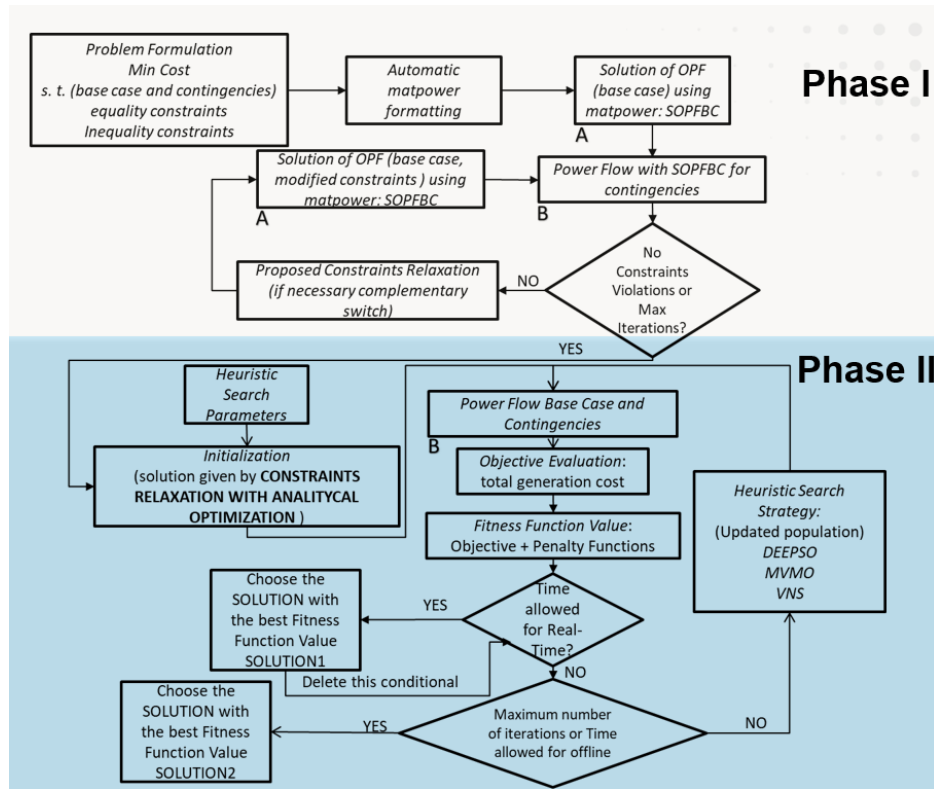 Problem Formulation
Min Cost
s. t. (base case and contingencies)
equality constraints
Inequality constraints
Automatic
matpower
formatting
Solution of OPF
(base case) using
matpower: SOPFBC
Phase I
A
Solution of OPF (base case,
modified constraints ) using
matpower: SOPFBC
A
Power Flow with SOPFBC for
contingencies
B
No
Constraints
Violations or
Max
Iterations?
NO
Proposed Constraints Relaxation
(if necessary complementary
switch)
YES
Phase II
Heuristic
Search
Parameters
Initialization
(solution given by CONSTRAINTS
RELAXATION WITH ANALITYCAL
OPTIMIZATION )
Power Flow Base Case and
Contingencies
B
Objective Evaluation:
total generation cost
Fitness Function Value:
Objective + Penalty Functions
Heuristic Search
Strategy:
(Updated population)
DEEPSO
MVMO
VNS
Time
allowed
for Real-
Time?
YES
Choose the
SOLUTION with
the best Fitness
Function Value
SOLUTION1
Delete this conditional
NO
Maximum number
of iterations or Time
allowed for offline
NO
YES
Choose the
SOLUTION with
the best Fitness
Function Value
SOLUTION2